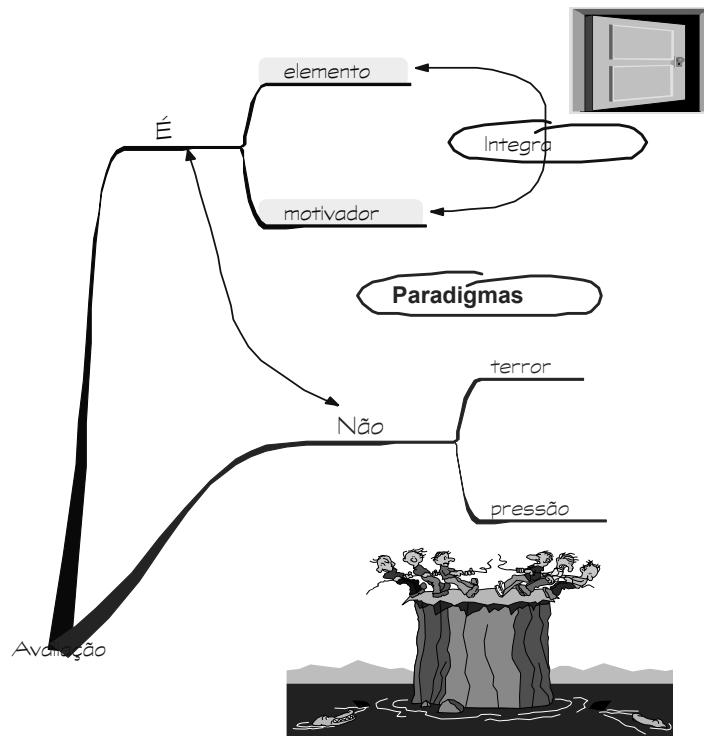 elemento
É
Integra
motivador
Paradigmas
terror
Não
pressão
Avaliação